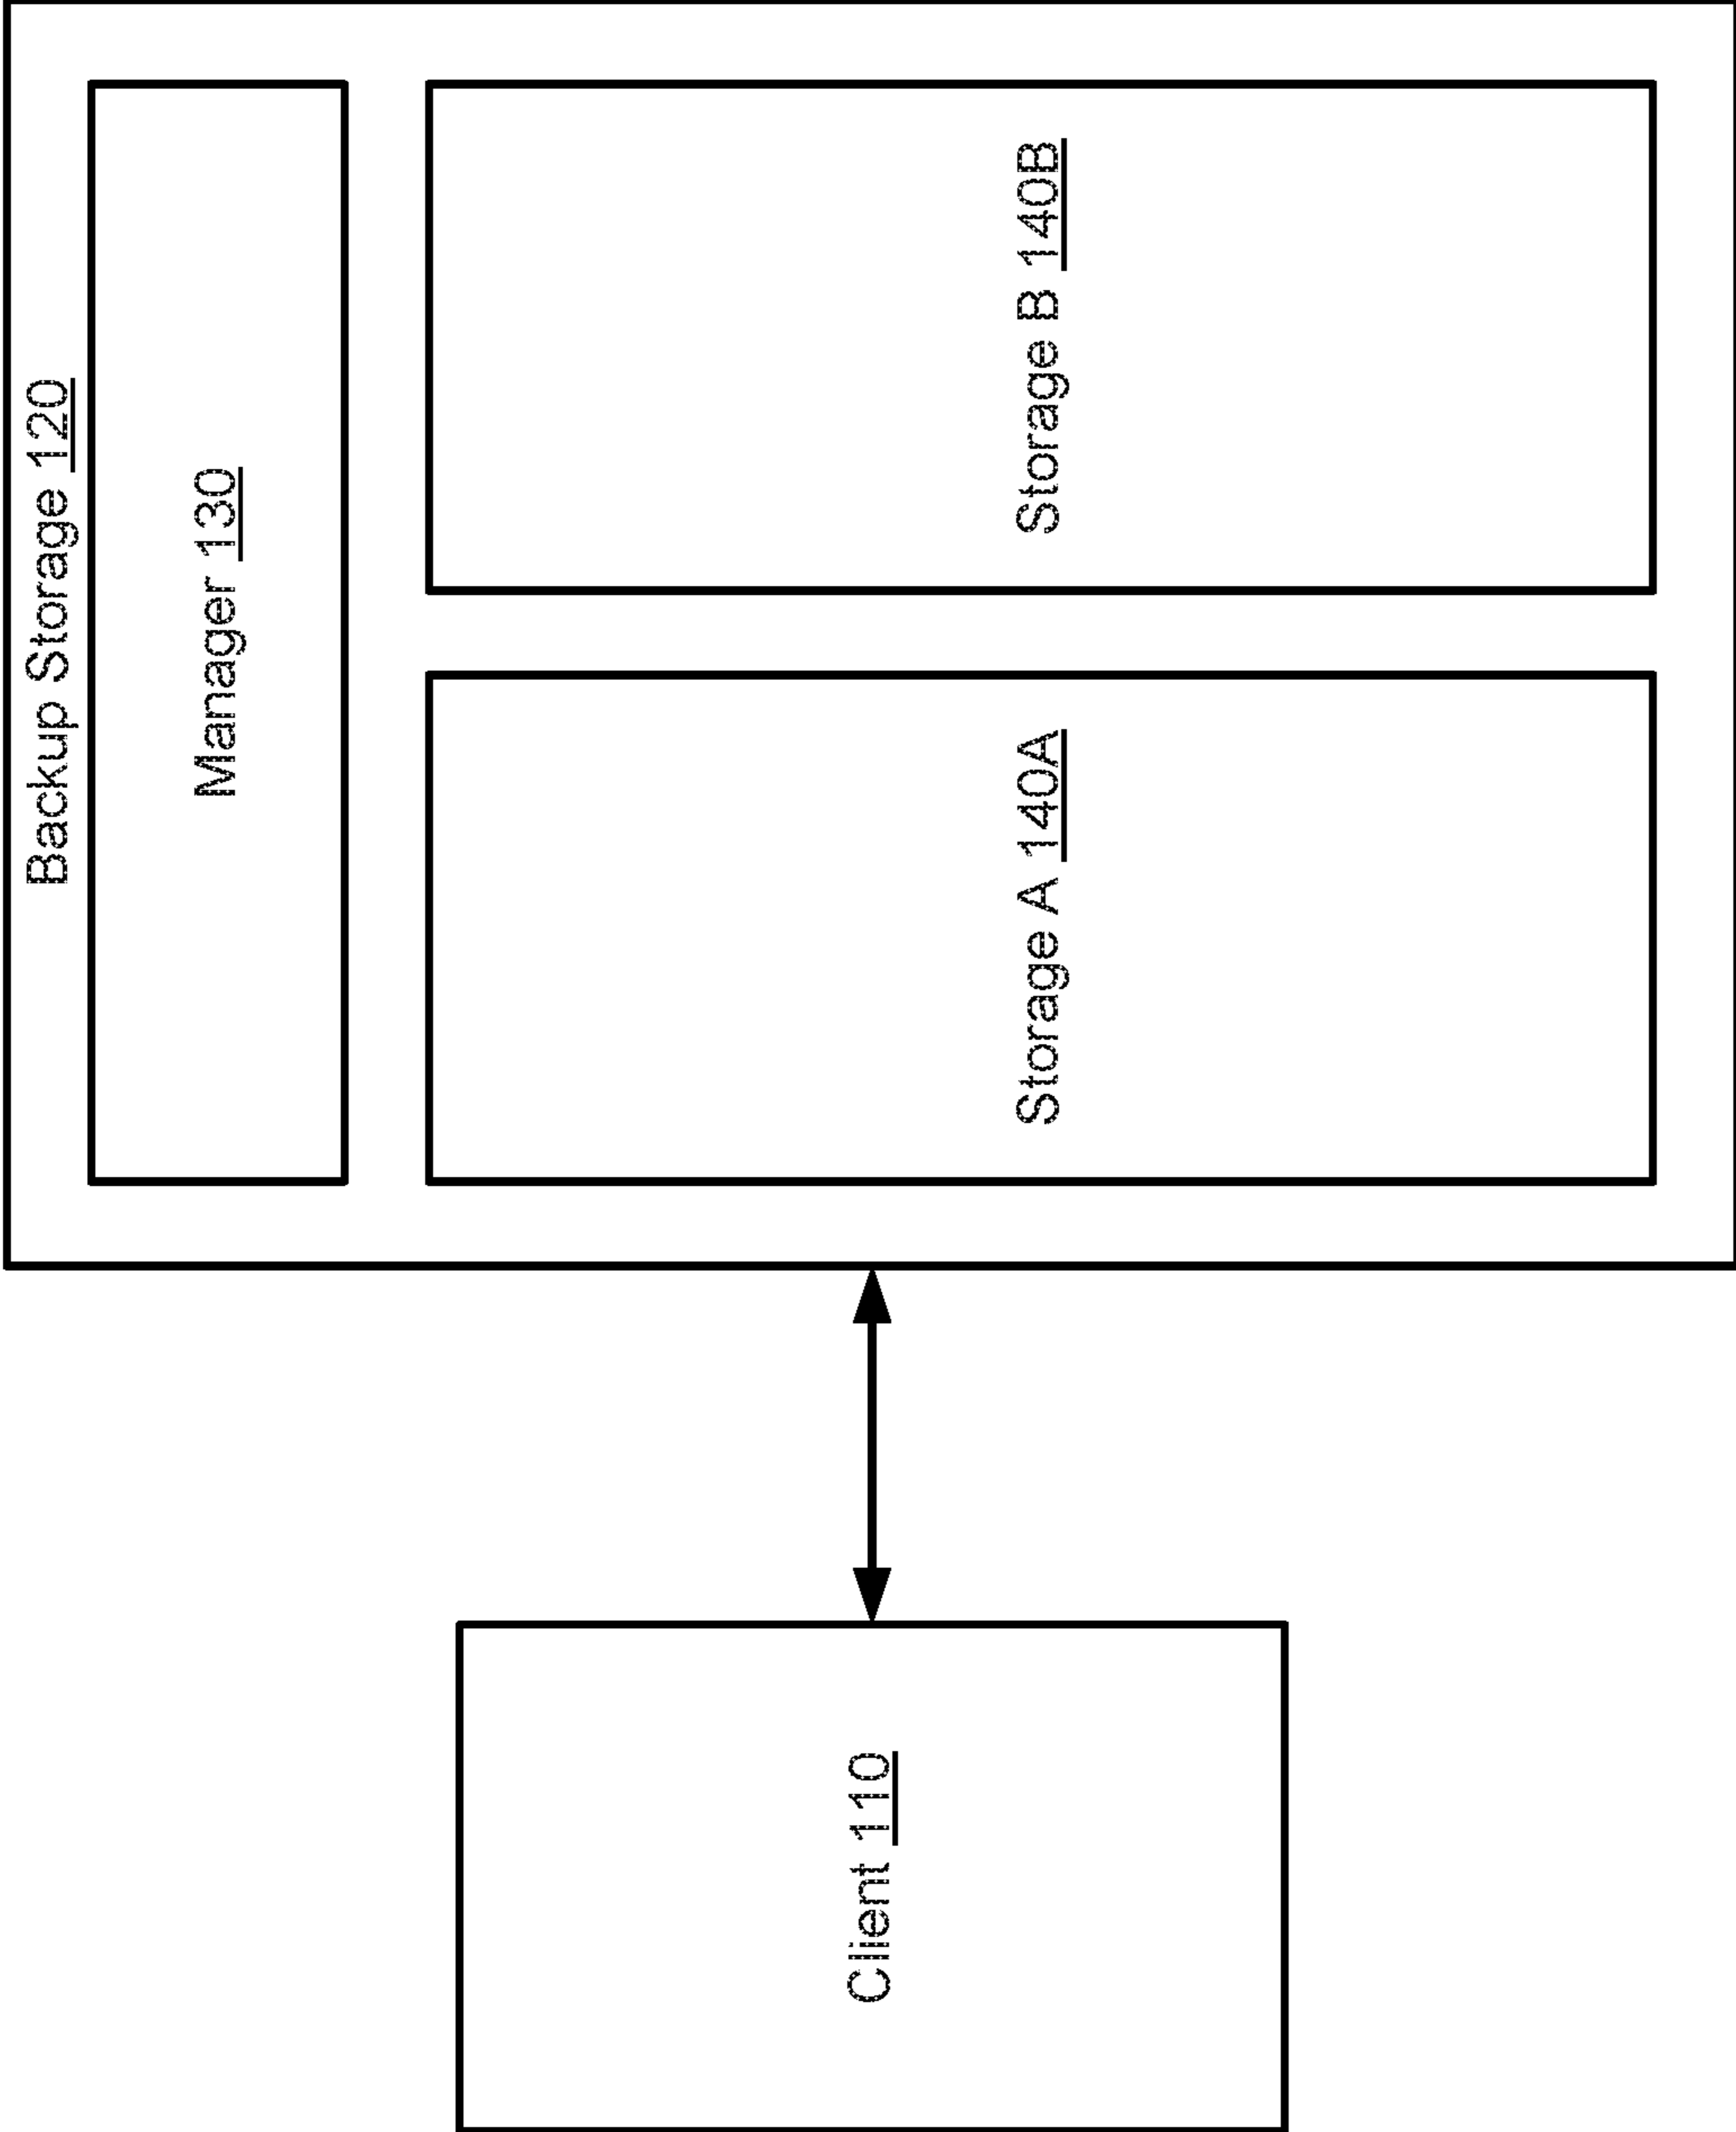 Backup Storage 120
Manager 130
Client 110
Storage A 140A
Storage B 140B